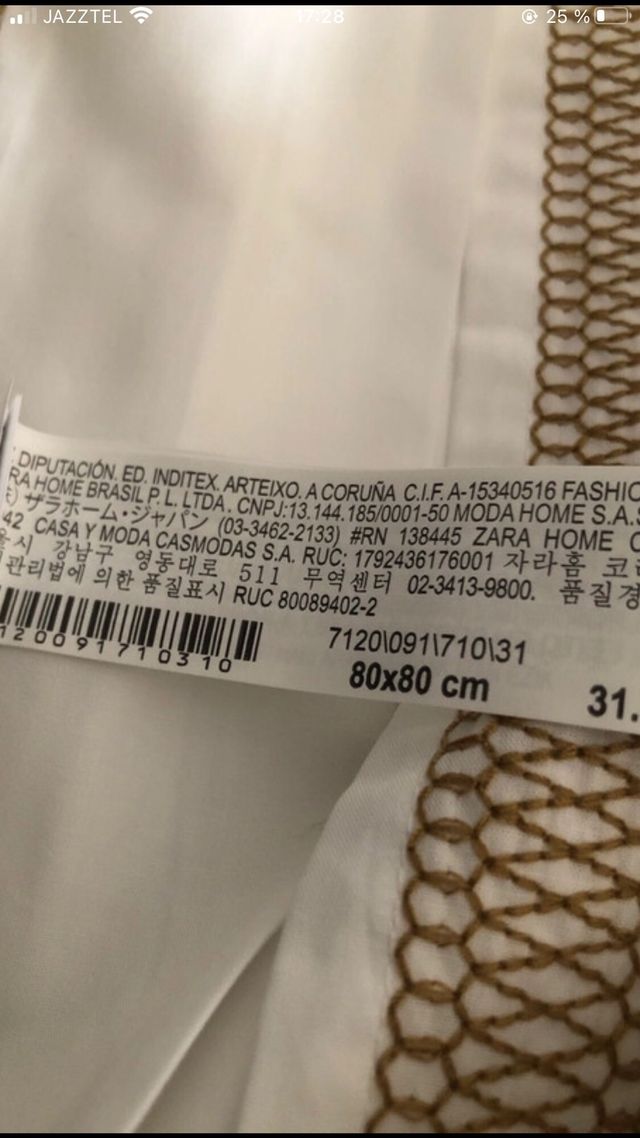 JAZZTEL 17:28 25 %
DIPUTACIÓN. ED. INDITEX. ARTEIXO. A CORUÑA C.I.F. A-15340516 FASHIO
RA HOME BRASIL P. L. LTDA. CNPJ:13.144.185/0001-50 MODA HOME S.A.S
ザラホーム・ジャパン (03-3462-2133) #RN 138445 ZARA HOME
42 CASA Y MODA CASMODAS S.A. RUC: 1792436176001 자라홈 코
시 강남구 영동대로 511 무역센터 02-3413-9800. 품질경
관리법에 의한 품질표시 RUC 80089402-2
7120\091\710\31
1200917103 10
80x80 cm
31.